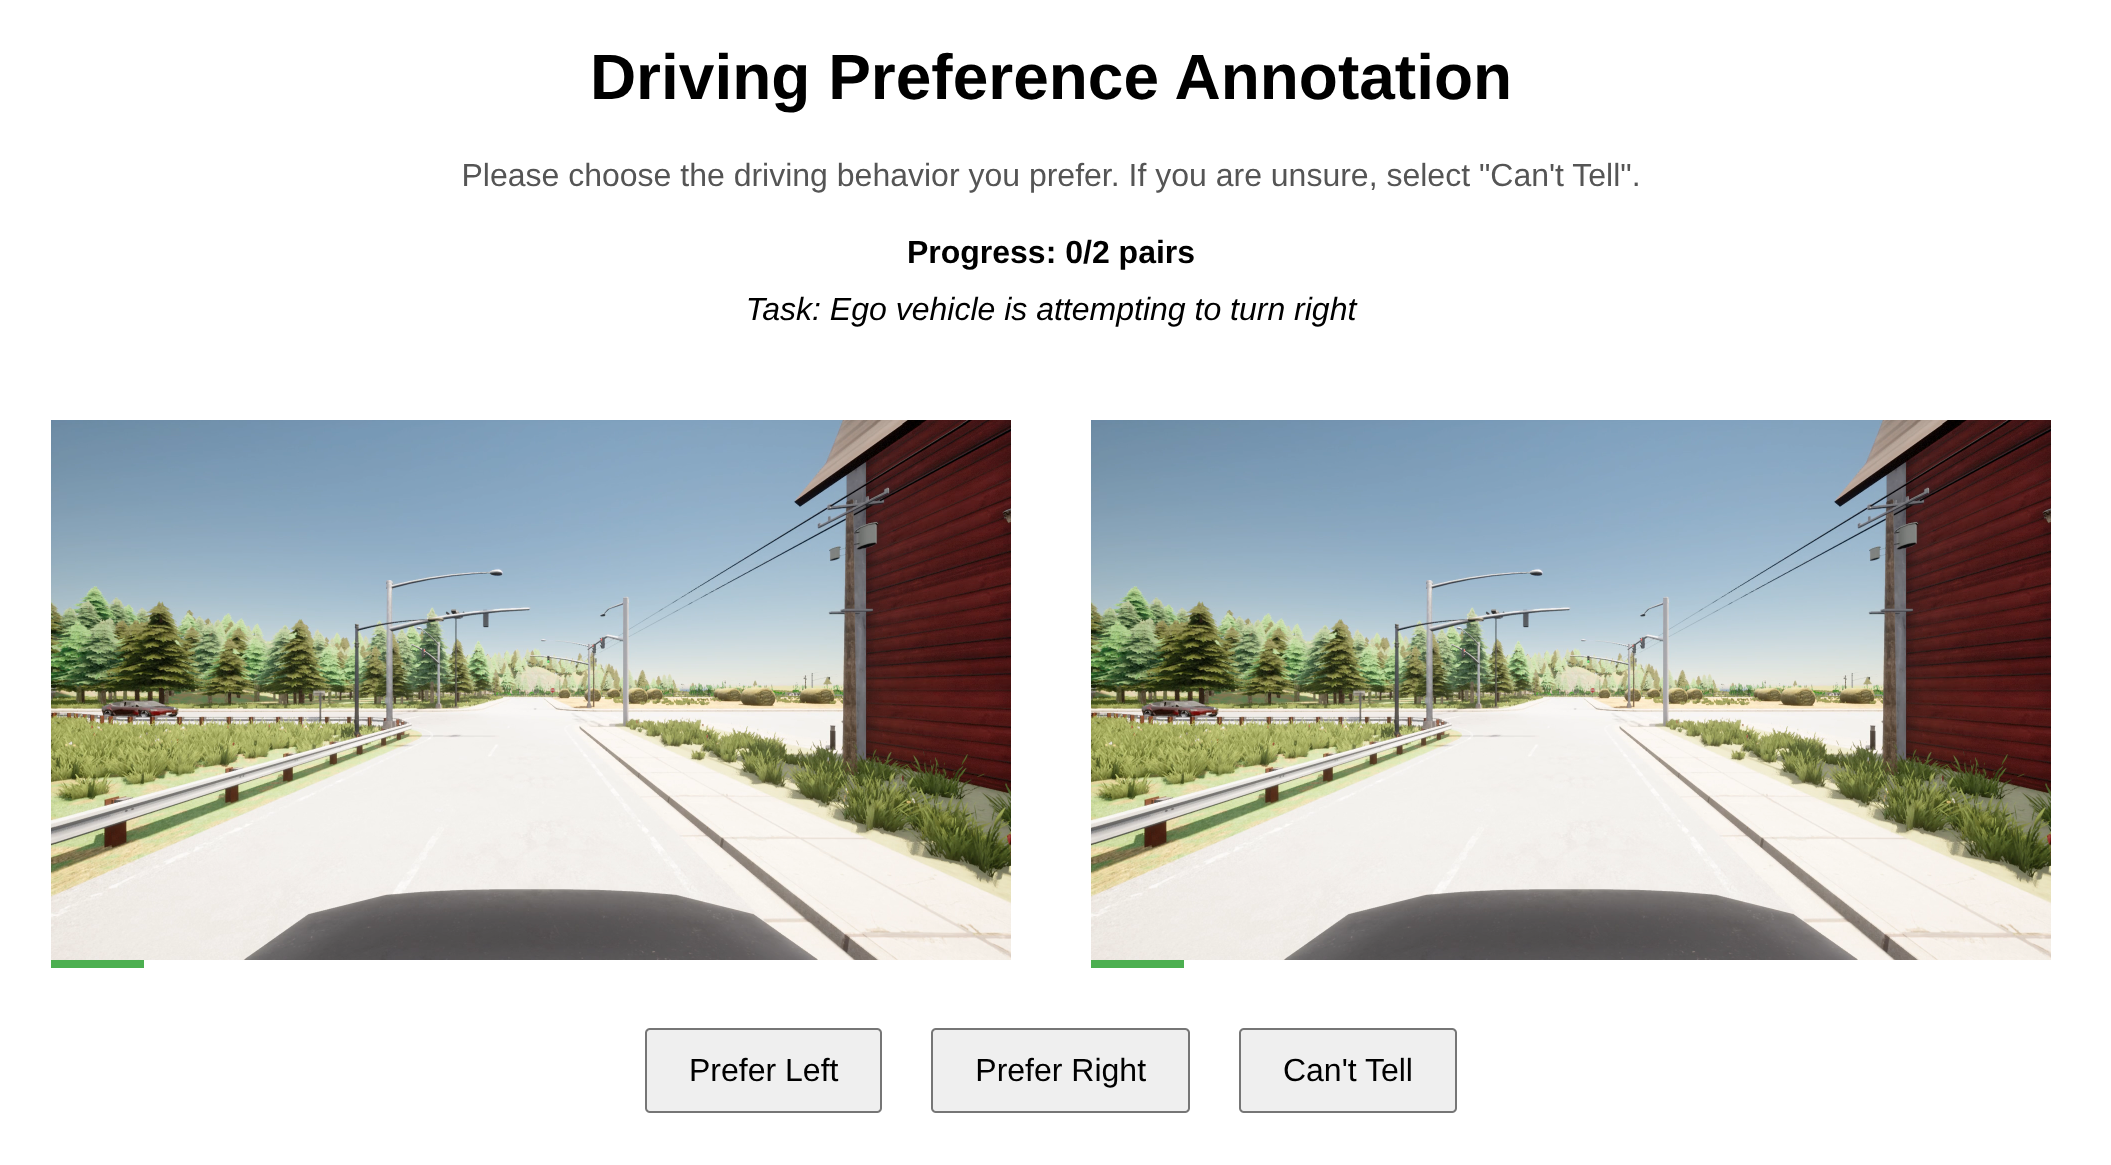 Driving Preference Annotation
Please choose the driving behavior you prefer. If you are unsure, select "Can't Tell".
Progress: 0/2 pairs
Task: Ego vehicle is attempting to turn right
Prefer Left
Prefer Right
Can't Tell